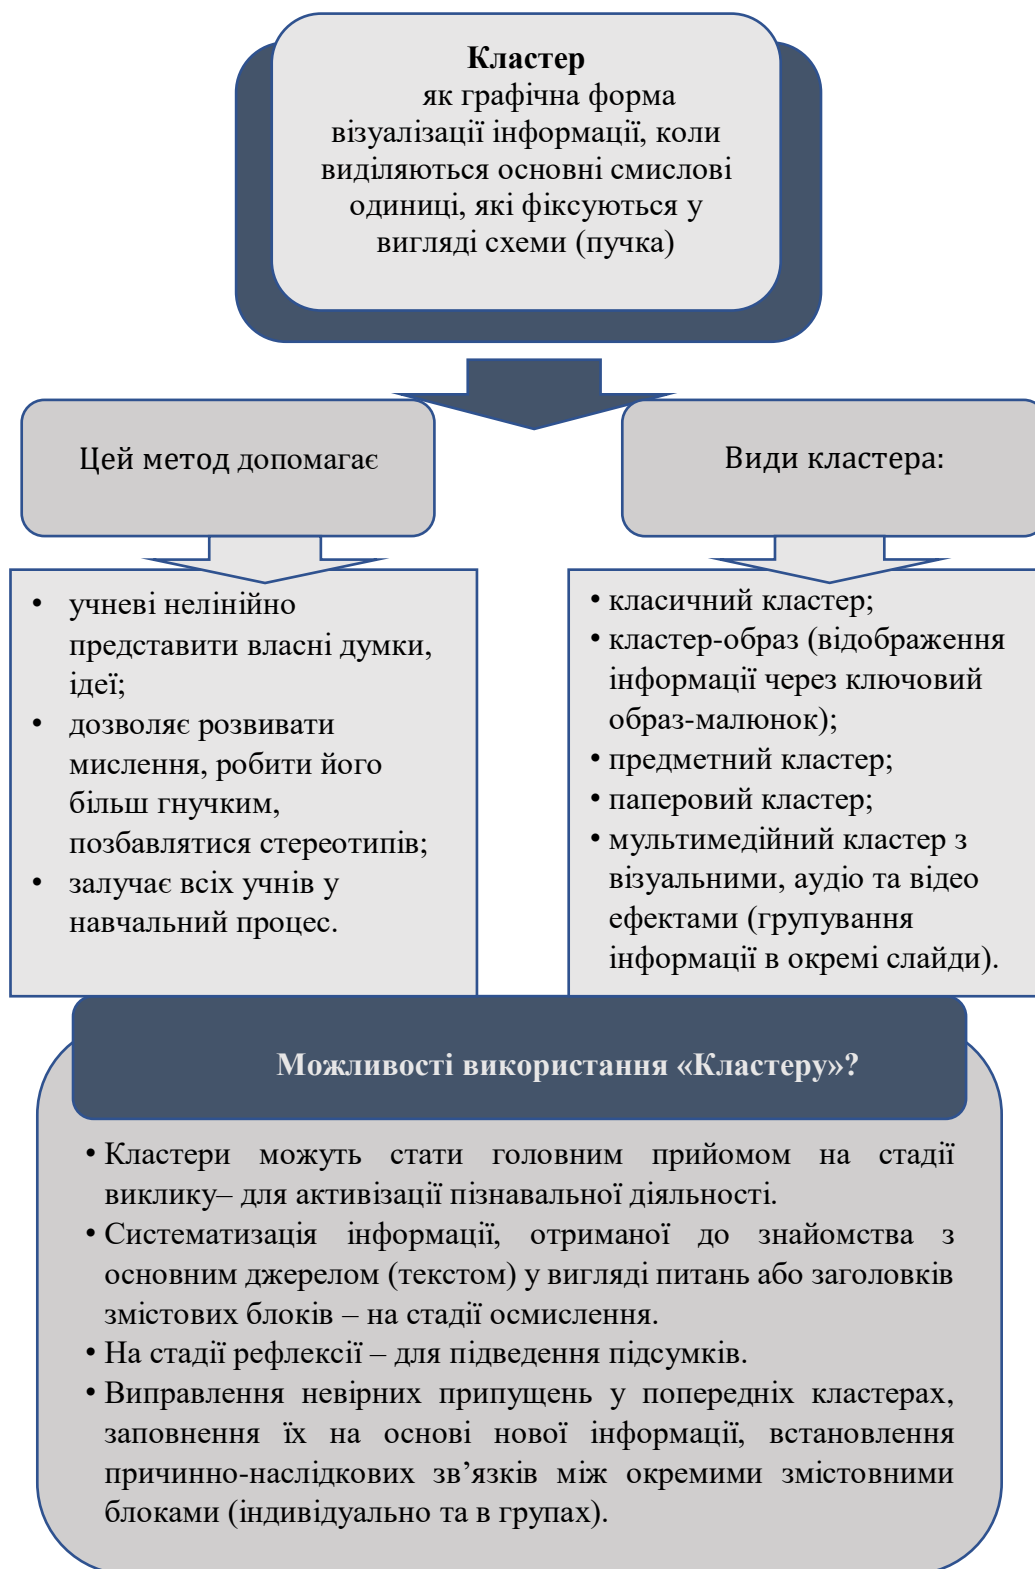 Кластер
як графічна форма
візуалізації інформації, коли
виділяються основні смислові
одиниці, які фіксуються у
вигляді схеми (пучка)
Цей метод допомагає
• учневі нелінійно
представити власні думки,
ідеї;
• дозволяє розвивати
мислення, робити його
більш гнучким,
позбавлятися стереотипів;
• залучає всіх учнів у
навчальний процес.
Види кластера:
• класичний кластер;
• кластер-образ (відображення
інформації через ключовий
образ-малюнок);
• предметний кластер;
• паперовий кластер;
• мультимедійний кластер з
візуальними, аудіо та відео
ефектами (групування
інформації в окремі слайди).
Можливості використання «Кластеру»?
• Кластери можуть стати головним прийомом на стадії
виклику– для активізації пізнавальної діяльності.
• Систематизація інформації, отриманої до знайомства з
основним джерелом (текстом) у вигляді питань або заголовків
змістових блоків – на стадії осмислення.
• На стадії рефлексії – для підведення підсумків.
• Виправлення невірних припущень у попередніх кластерах,
заповнення їх на основі нової інформації, встановлення
причинно-наслідкових зв’язків між окремими змістовними
блоками (індивідуально та в групах).